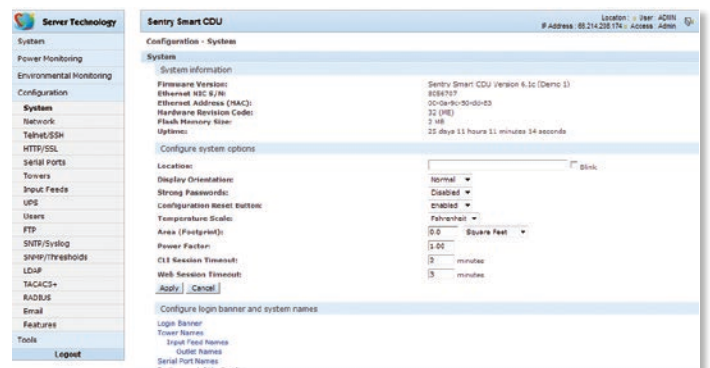 Server Technology
System
Power Monitoring
Environmental Monitoring
Configuration
System
Network
Telnet/SSH
HTTP/SSL
Serial Ports
Towers
Input Feeds
UPS
Users
FTP
SNTP/Syslog
SNMP/Thresholds
LDAP
TACACS+
RADIUS
Email
Features
Tools
Logout
Sentry Smart CDU
Location: User: ADMN
IP Address: Access: Admin
Configuration - System
System
System information
Firmware Version: Sentry Smart CDU Version 6.1c (Demo 1)
Ethernet NIC S/N:
Ethernet Address (MAC):
Hardware Revision Code: 32
Flash Memory Size: 2 MB
Uptime: 25 days 11 hours 11 minutes 14 seconds
Configure system options
Location: Blink
Display Orientation: Normal
Strong Passwords: Disabled
Configuration Reset Button: Enabled
Temperature Scale: Fahrenheit
Area (Footprint): 0.0 Square Feet
Power Factor: 1.00
CLI Session Timeout: minutes
Web Session Timeout: minutes
Apply Cancel
Configure login banner and system names
Login Banner
Tower Names
Input Feed Names
Outlet Names
Serial Port Names